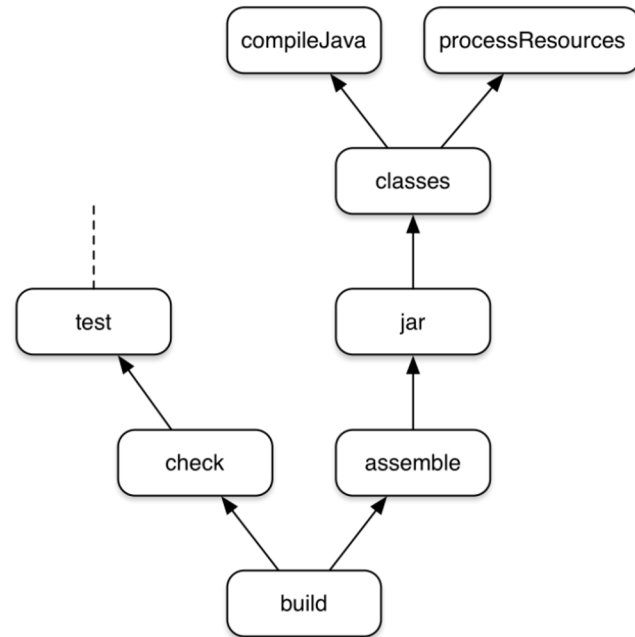 compileJava
processResources
classes
test
jar
check
assemble
build